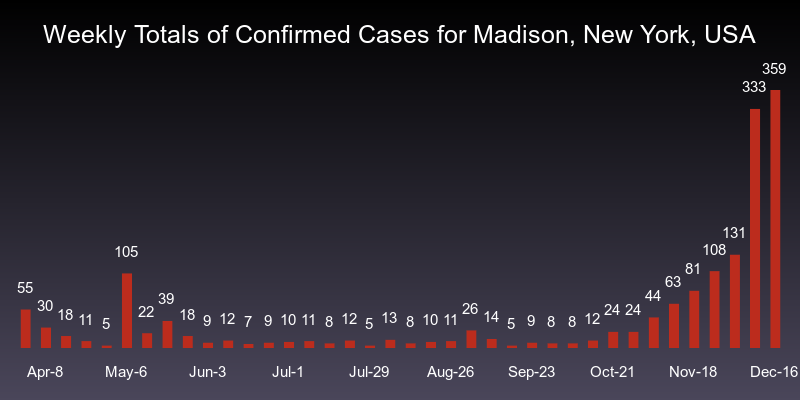 Weekly Totals of Confirmed Cases for Madison, New York, USA
55 30 18 11 5 105 22 39 18 9 12 7 9 10 11 8 12 5 13 8 10 11 26 14 5 9 8 8 12 24 24 44 63 81 108 131 333 359
Apr-8 May-6 Jun-3 Jul-1 Jul-29 Aug-26 Sep-23 Oct-21 Nov-18 Dec-16